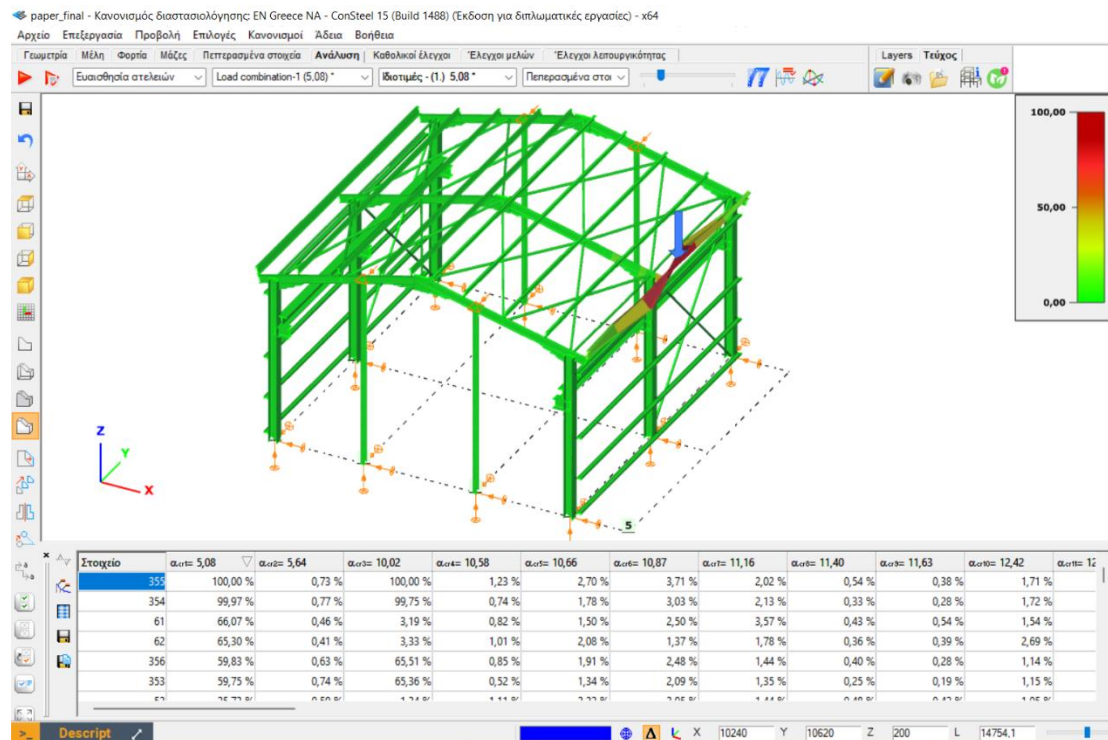 paper_final - Κανονισμός διαστασιολόγησης: EN Greece NA - ConSteel 15 (Build 1488) (Έκδοση για διπλωματικές εργασίες) - x64
Αρχείο Επεξεργασία Προβολή Επιλογές Κανονισμοί Άδεια Βοήθεια
Γεωμετρία Μέλη Φορτία Μάζες Πεπερασμένα στοιχεία Ανάλυση Καθολικοί έλεγχοι Έλεγχοι μελών Έλεγχοι λειτουργικότητας Layers Τεύχος
Ευαισθησία ατελειών Load combination-1 (5,08) * Ιδιοτιμές - (1.) 5,08 * Πεπερασμένα στοι
100,00
50,00
0,00
Z
Y
X
5
Στοιχείο αcr1= 5,08 αcr2= 5,64 αcr3= 10,02 αcr4= 10,58 αcr5= 10,66 αcr6= 10,87 αcr7= 11,16 αcr8= 11,40 αcr9= 11,63 αcr10= 12,42 αcr11= 12
355 100,00 % 0,73 % 100,00 % 1,23 % 2,70 % 3,71 % 2,02 % 0,54 % 0,38 % 1,71 %
354 99,97 % 0,77 % 99,75 % 0,74 % 1,78 % 3,03 % 2,13 % 0,33 % 0,28 % 1,72 %
61 66,07 % 0,46 % 3,19 % 0,82 % 1,50 % 2,50 % 3,57 % 0,43 % 0,54 % 1,54 %
62 65,30 % 0,41 % 3,33 % 1,01 % 2,08 % 1,37 % 1,78 % 0,36 % 0,39 % 2,69 %
356 59,83 % 0,63 % 65,51 % 0,85 % 1,91 % 2,48 % 1,44 % 0,40 % 0,28 % 1,14 %
353 59,75 % 0,74 % 65,36 % 0,52 % 1,34 % 2,09 % 1,35 % 0,25 % 0,19 % 1,15 %
Descript X 10240 Y 10620 Z 200 L 14754,1